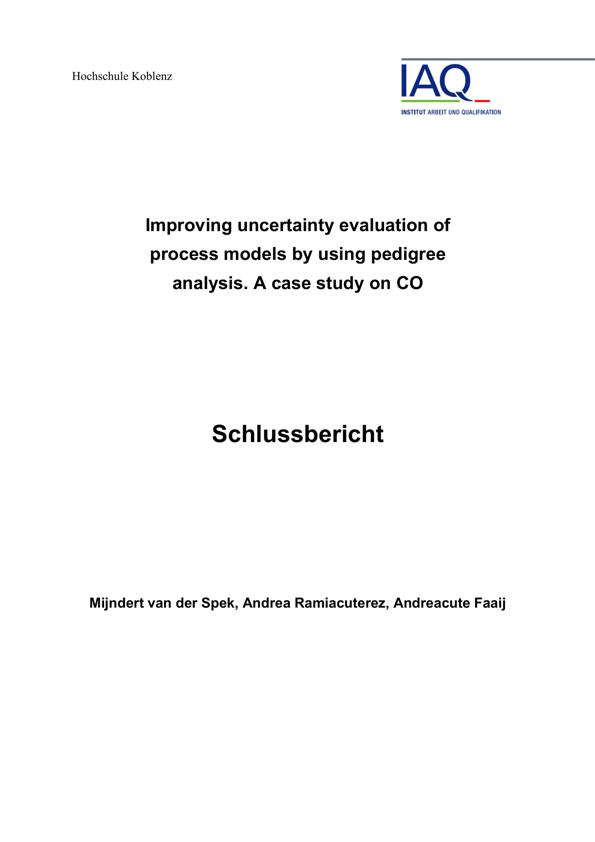 Hochschule Koblenz
IAQ
INSTITUT ARBEIT UND QUALIFIKATION
Improving uncertainty evaluation of
process models by using pedigree
analysis. A case study on CO
Schlussbericht
Mijndert van der Spek, Andrea Ramiacuterez, Andreacute Faaij